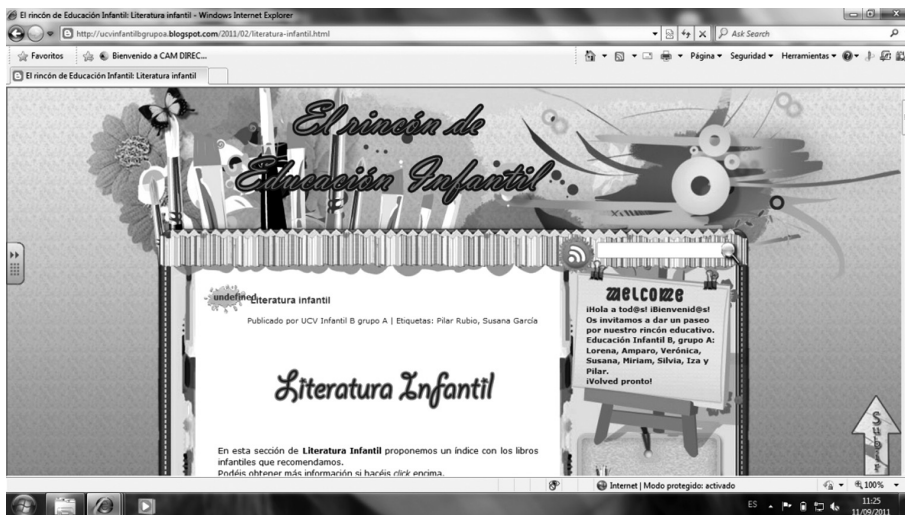 El rincón de Educación Infantil: Literatura infantil - Windows Internet Explorer
http://ucvinfantilbgrupoa.blogspot.com/2011/02/literatura-infantil.html
Ask Search
Favoritos
Bienvenido a CAM DIREC...
Página
Seguridad
Herramientas
El rincón de Educación Infantil: Literatura infantil
El rincón de
Educación Infantil
undefined
Literatura infantil
Publicado por UCV Infantil B grupo A | Etiquetas: Pilar Rubio, Susana García
Literatura Infantil
En esta sección de Literatura Infantil proponemos un índice con los libros
infantiles que recomendamos.
Podéis obtener más información si hacéis click encima.
welcome
¡Hola a tod@s! ¡Bienvenid@s!
Os invitamos a dar un paseo
por nuestro rincón educativo.
Educación Infantil B, grupo A:
Lorena, Amparo, Verónica,
Susana, Miriam, Silvia, Iza y
Pilar.
¡Volved pronto!
Internet | Modo protegido: activado
100%
ES
11:25
11/09/2011